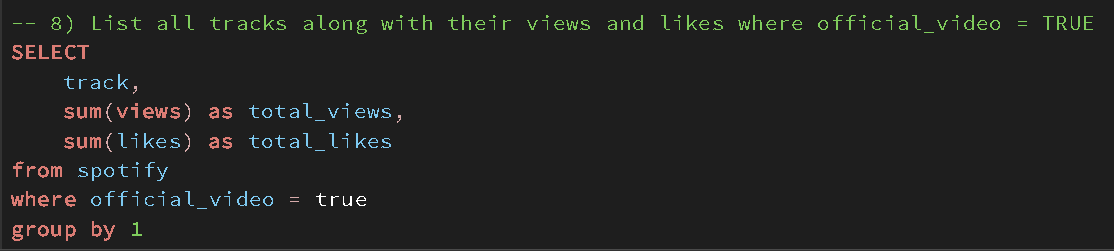 -- 8) List all tracks along with their views and likes where official_video = TRUE
SELECT
    track,
    sum(views) as total_views,
    sum(likes) as total_likes
from spotify
where official_video = true
group by 1